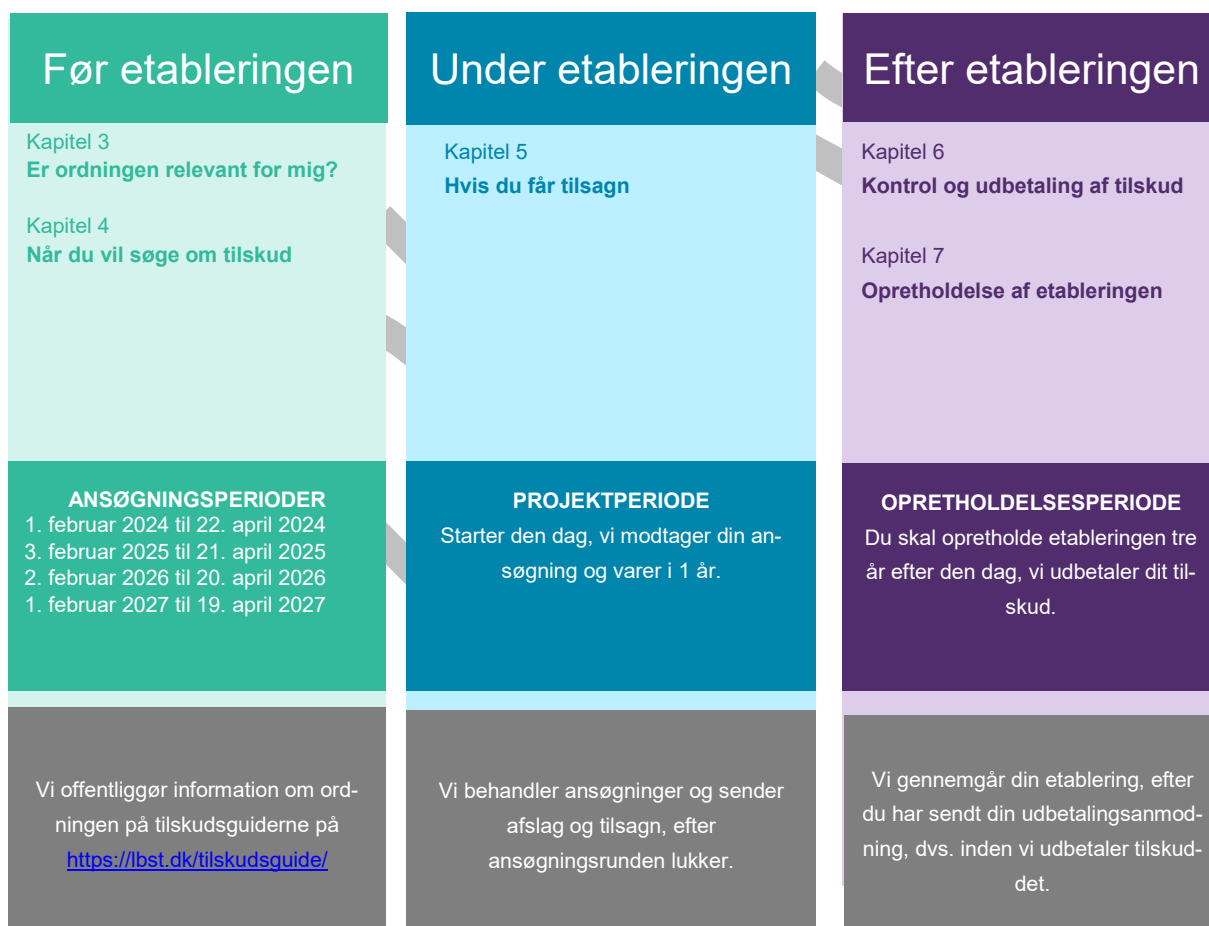 Før etableringen
Kapitel 3
Er ordningen relevant for mig?
Kapitel 4
Når du vil søge om tilskud
ANSØGNINGSPERIODER
1. februar 2024 til 22. april 2024
3. februar 2025 til 21. april 2025
2. februar 2026 til 20. april 2026
1. februar 2027 til 19. april 2027
Vi offentliggør information om ord-
ningen på tilskudsguiderne på
https://lbst.dk/tilskudsguide/
Under etableringen
Kapitel 5
Hvis du får tilsagn
PROJEKTPERIODE
Starter den dag, vi modtager din an-
søgning og varer i 1 år.
Vi behandler ansøgninger og sender
afslag og tilsagn, efter
ansøgningsrunden lukker.
Efter etableringen
Kapitel 6
Kontrol og udbetaling af tilskud
Kapitel 7
Opretholdelse af etableringen
OPRETHOLDELSESPERIODE
Du skal opretholde etableringen tre
år efter den dag, vi udbetaler dit til-
skud.
Vi gennemgår din etablering, efter
du har sendt din udbetalingsanmod-
ning, dvs. inden vi udbetaler tilskud-
det.